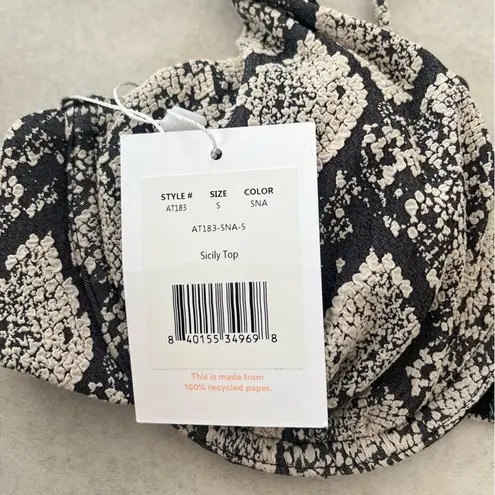 STYLE # SIZE COLOR
AT183 S SNA
AT183-SNA-S
Sicily Top
8 40155 34969 8
This is made from
100% recycled paper.